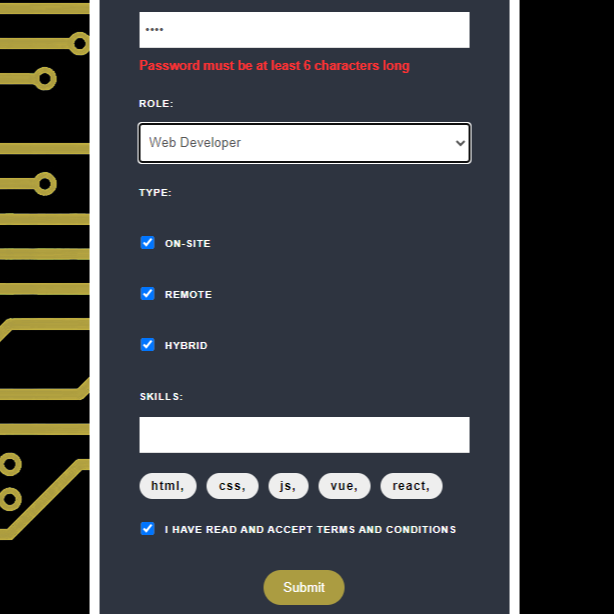 ••••
Password must be at least 6 characters long
ROLE:
Web Developer
TYPE:
ON-SITE
REMOTE
HYBRID
SKILLS:
html, css, js, vue, react,
I HAVE READ AND ACCEPT TERMS AND CONDITIONS
Submit